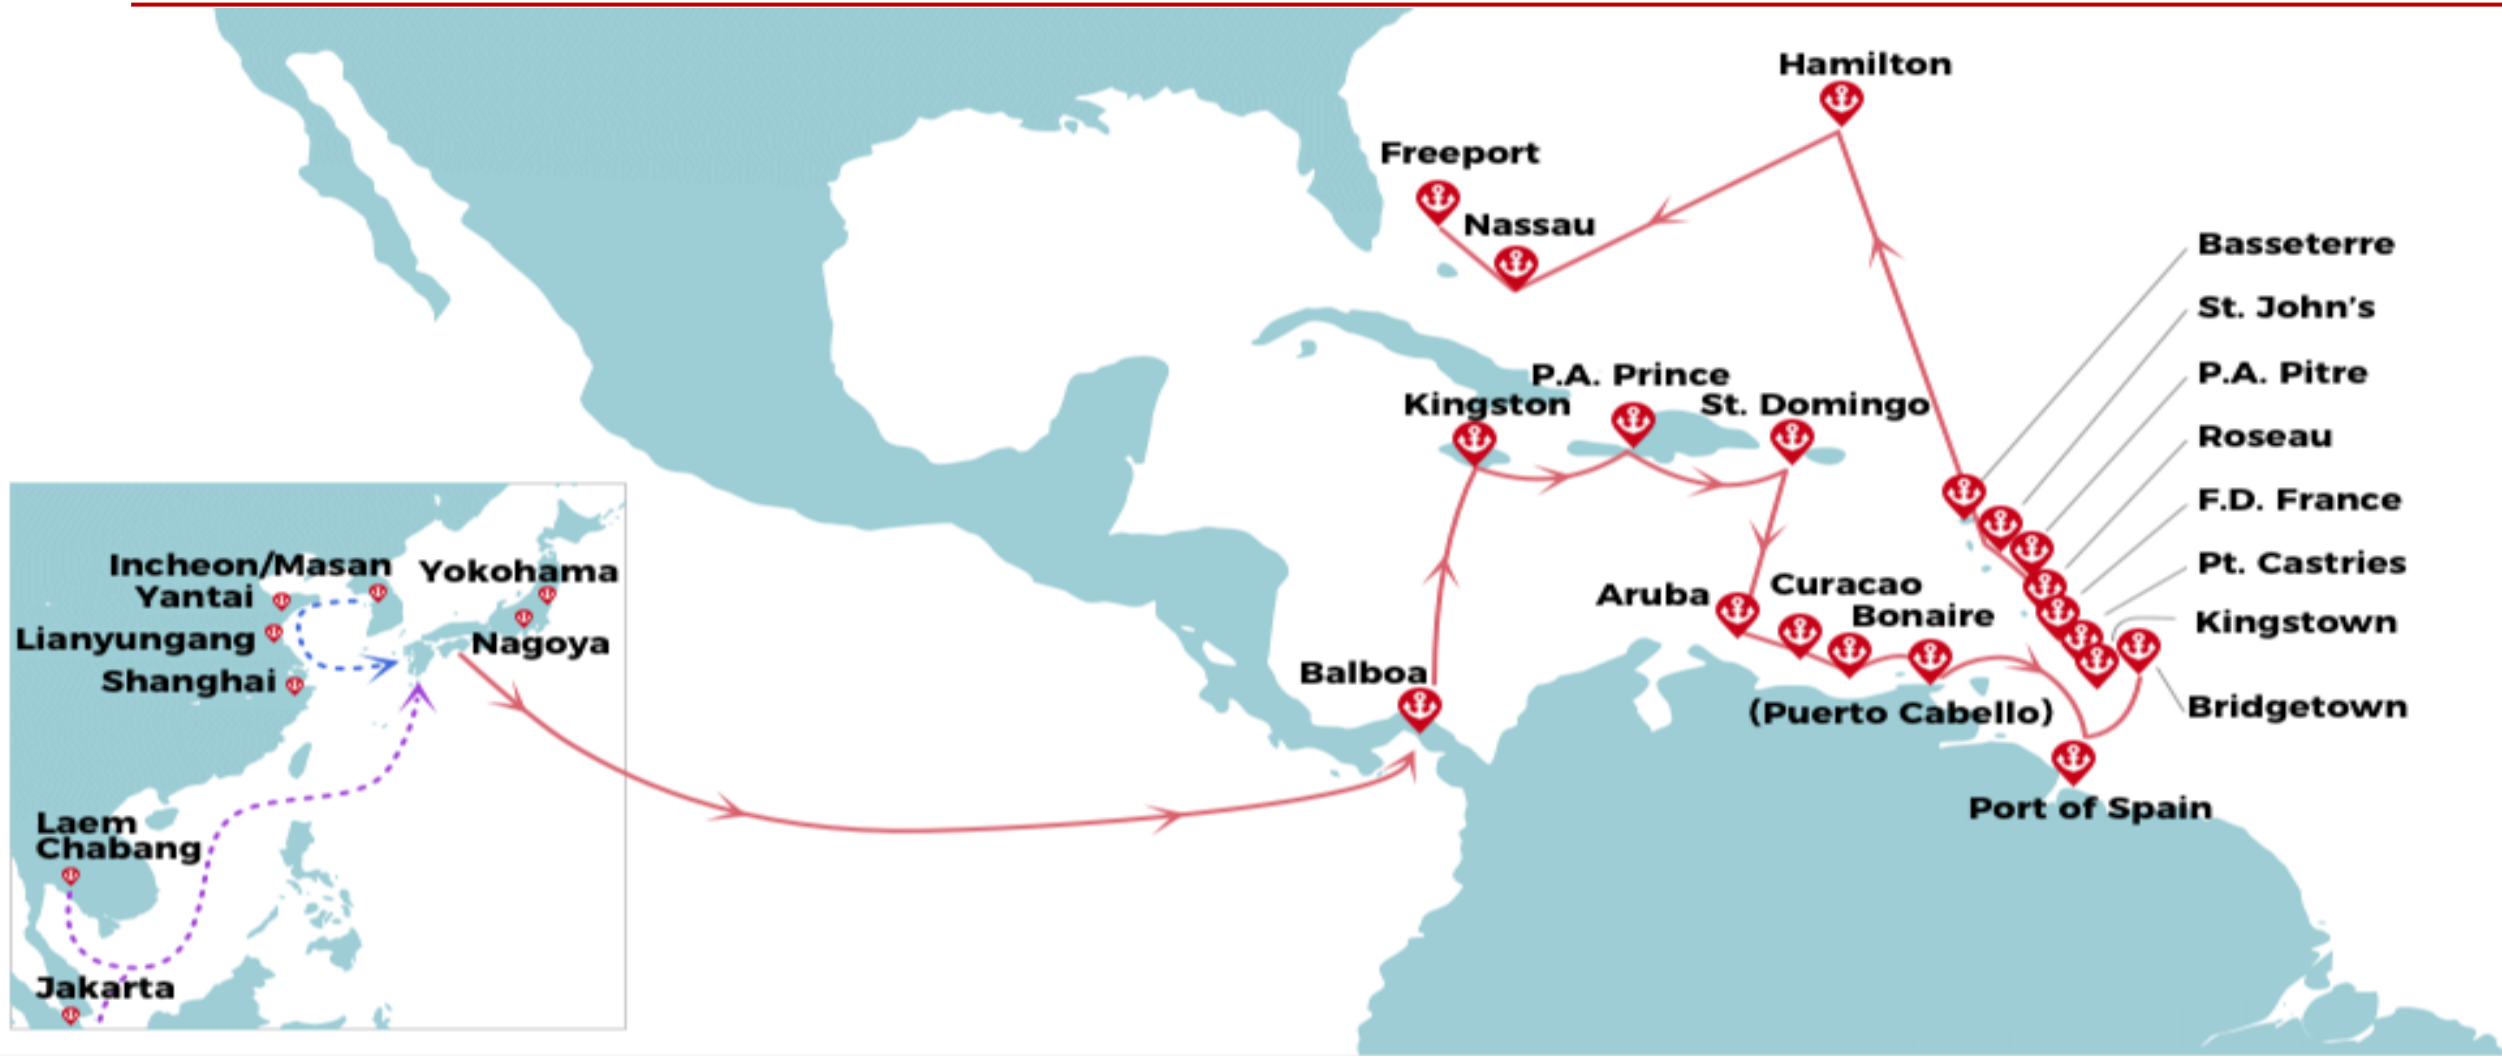 Hamilton
Freeport
Nassau
Basseterre
St. John's
P.A. Pitre
Roseau
F.D. France
Pt. Castries
Kingstown
Bridgetown
P.A. Prince
Kingston
St. Domingo
Aruba
Curacao
Bonaire
(Puerto Cabello)
Balboa
Port of Spain
Incheon/Masan
Yokohama
Yantai
Lianyungang
Nagoya
Shanghai
Laem
Chabang
Jakarta